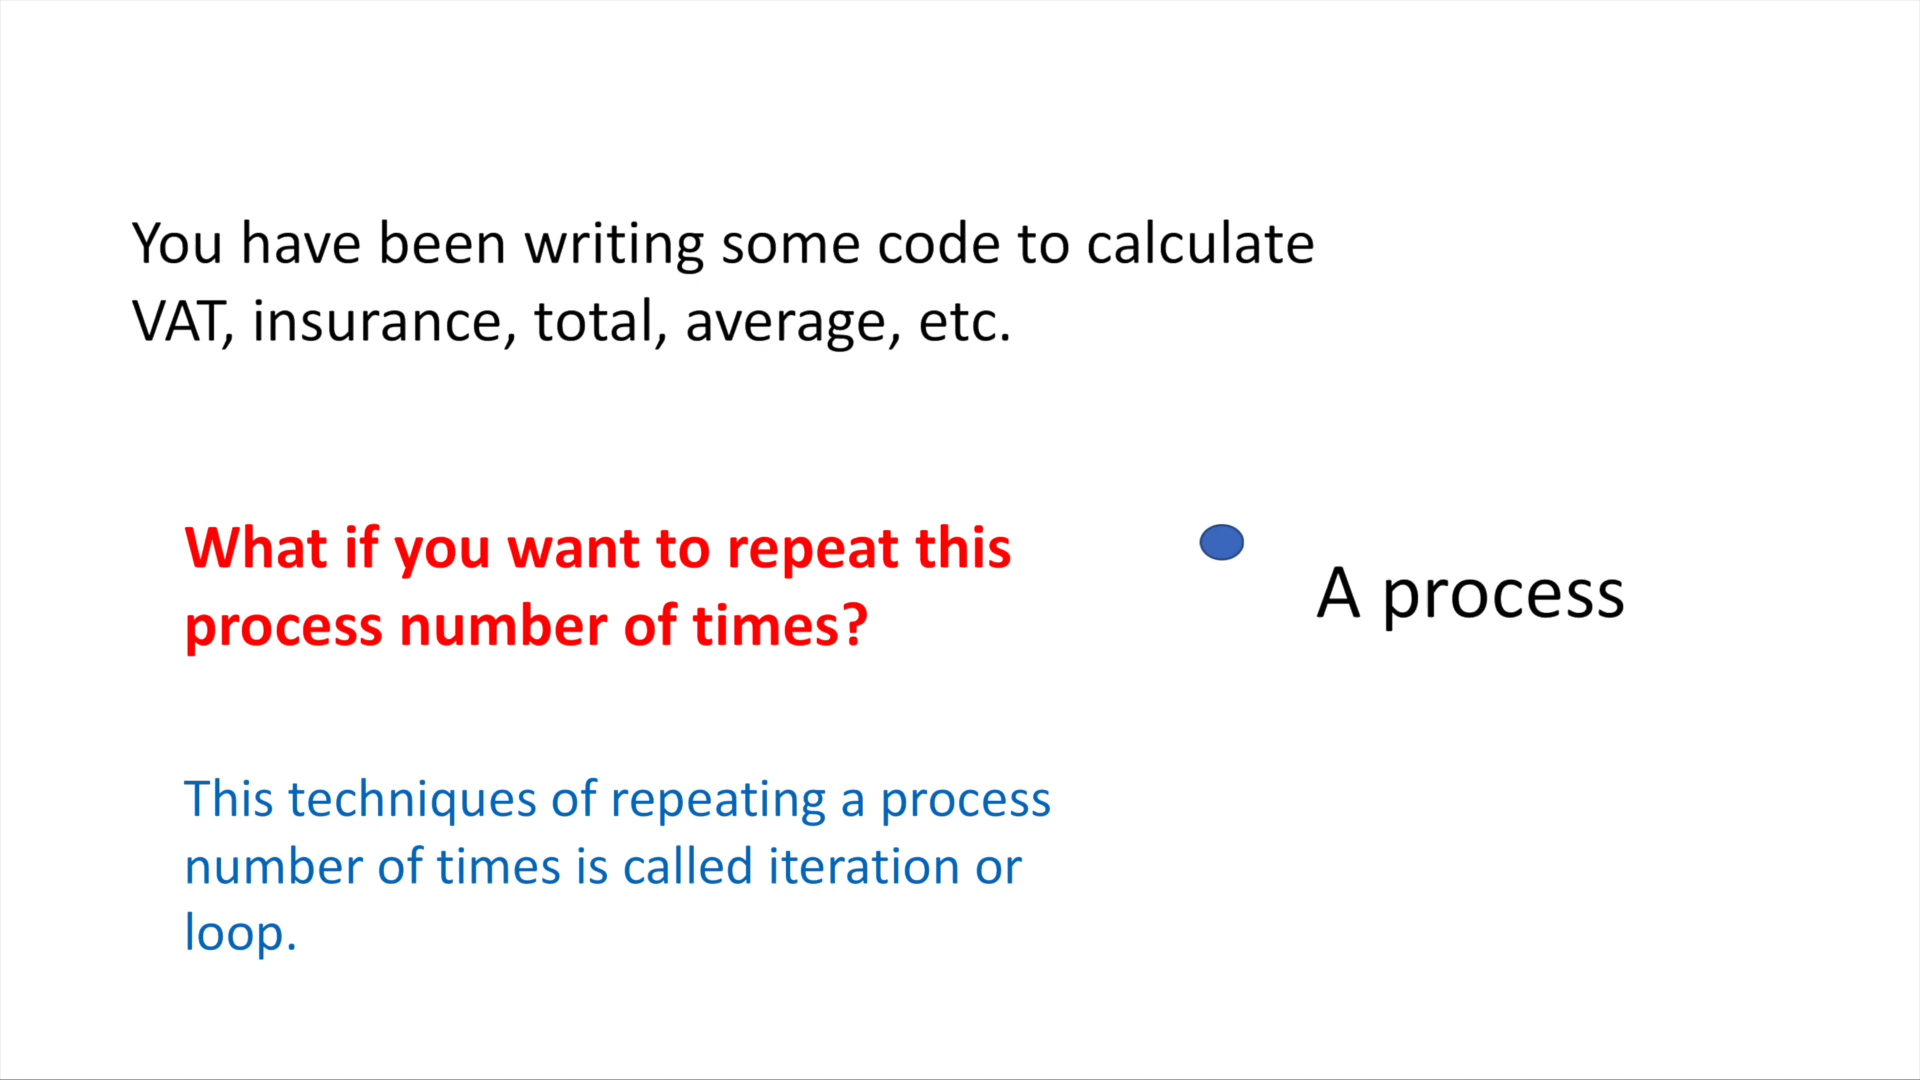 You have been writing some code to calculate
VAT, insurance, total, average, etc.
What if you want to repeat this
process number of times?
A process
This techniques of repeating a process
number of times is called iteration or
loop.